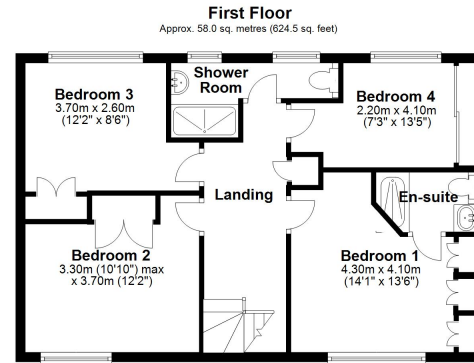 First Floor
Approx. 58.0 sq. metres (624.5 sq. feet)
Bedroom 3
3.70m x 2.60m
(12'2" x 8'6")
Shower
Room
Bedroom 4
2.20m x 4.10m
(7'3" x 13'5")
Landing
En-suite
Bedroom 2
3.30m (10'10") max
x 3.70m (12'2")
Bedroom 1
4.30m x 4.10m
(14'1" x 13'6")